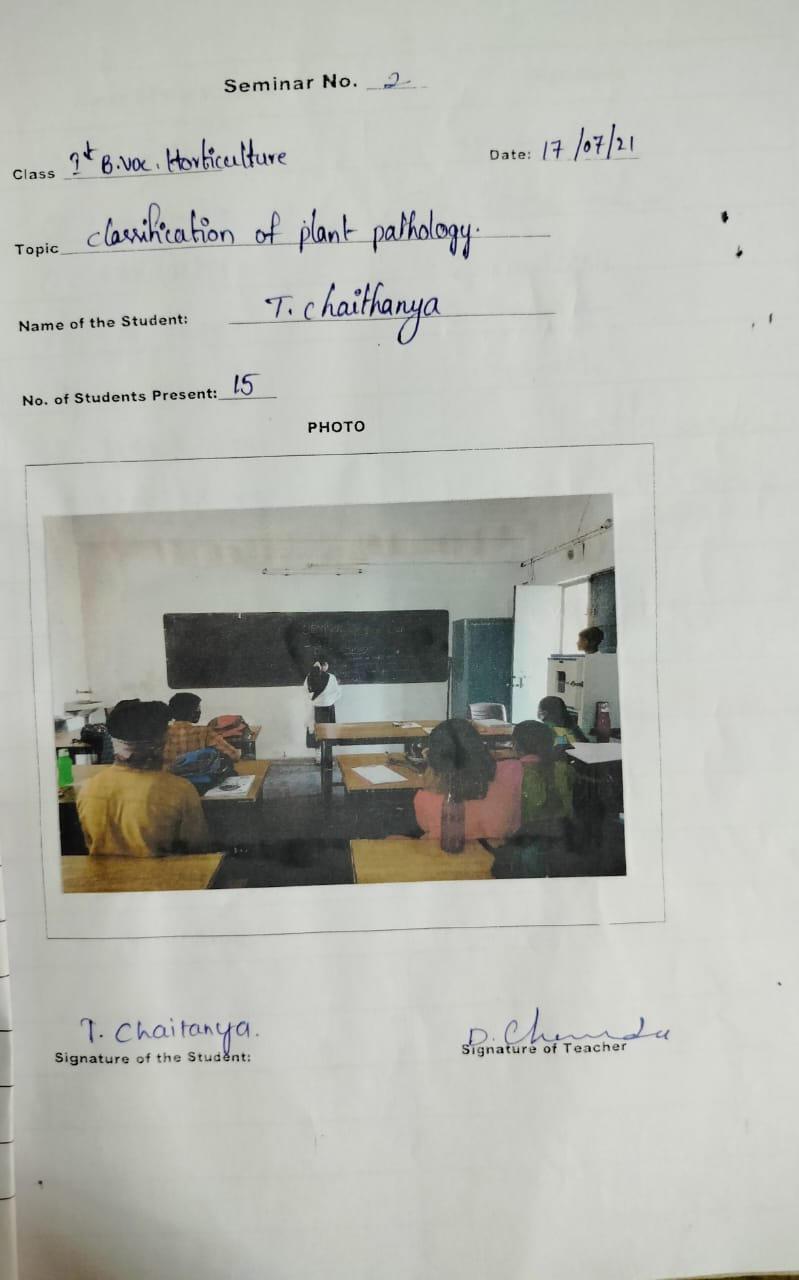 Seminar No. 2
Class Ist B.voc. Horticulture Date: 17/07/21
Topic classification of plant pathology.
Name of the Student: T. chaithanya
No. of Students Present: 15
PHOTO
T. Chaitanya.
Signature of the Student:
D.
Signature of Teacher